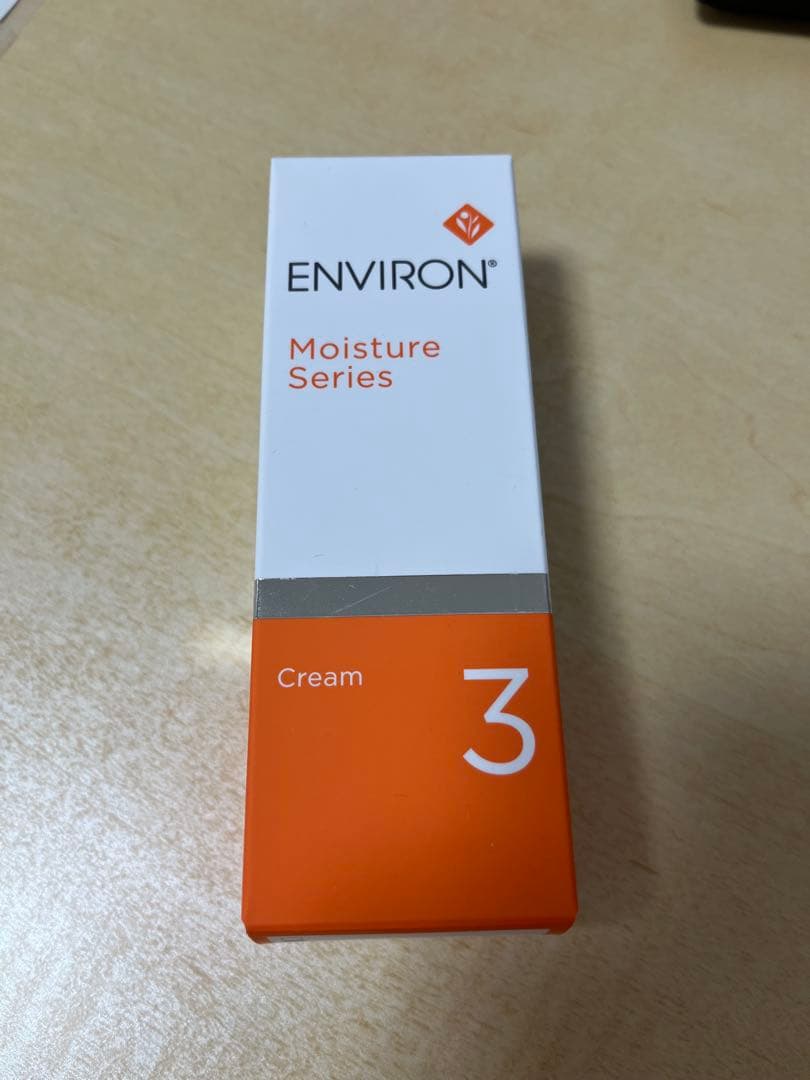 ENVIRON®
Moisture
Series
Cream
3